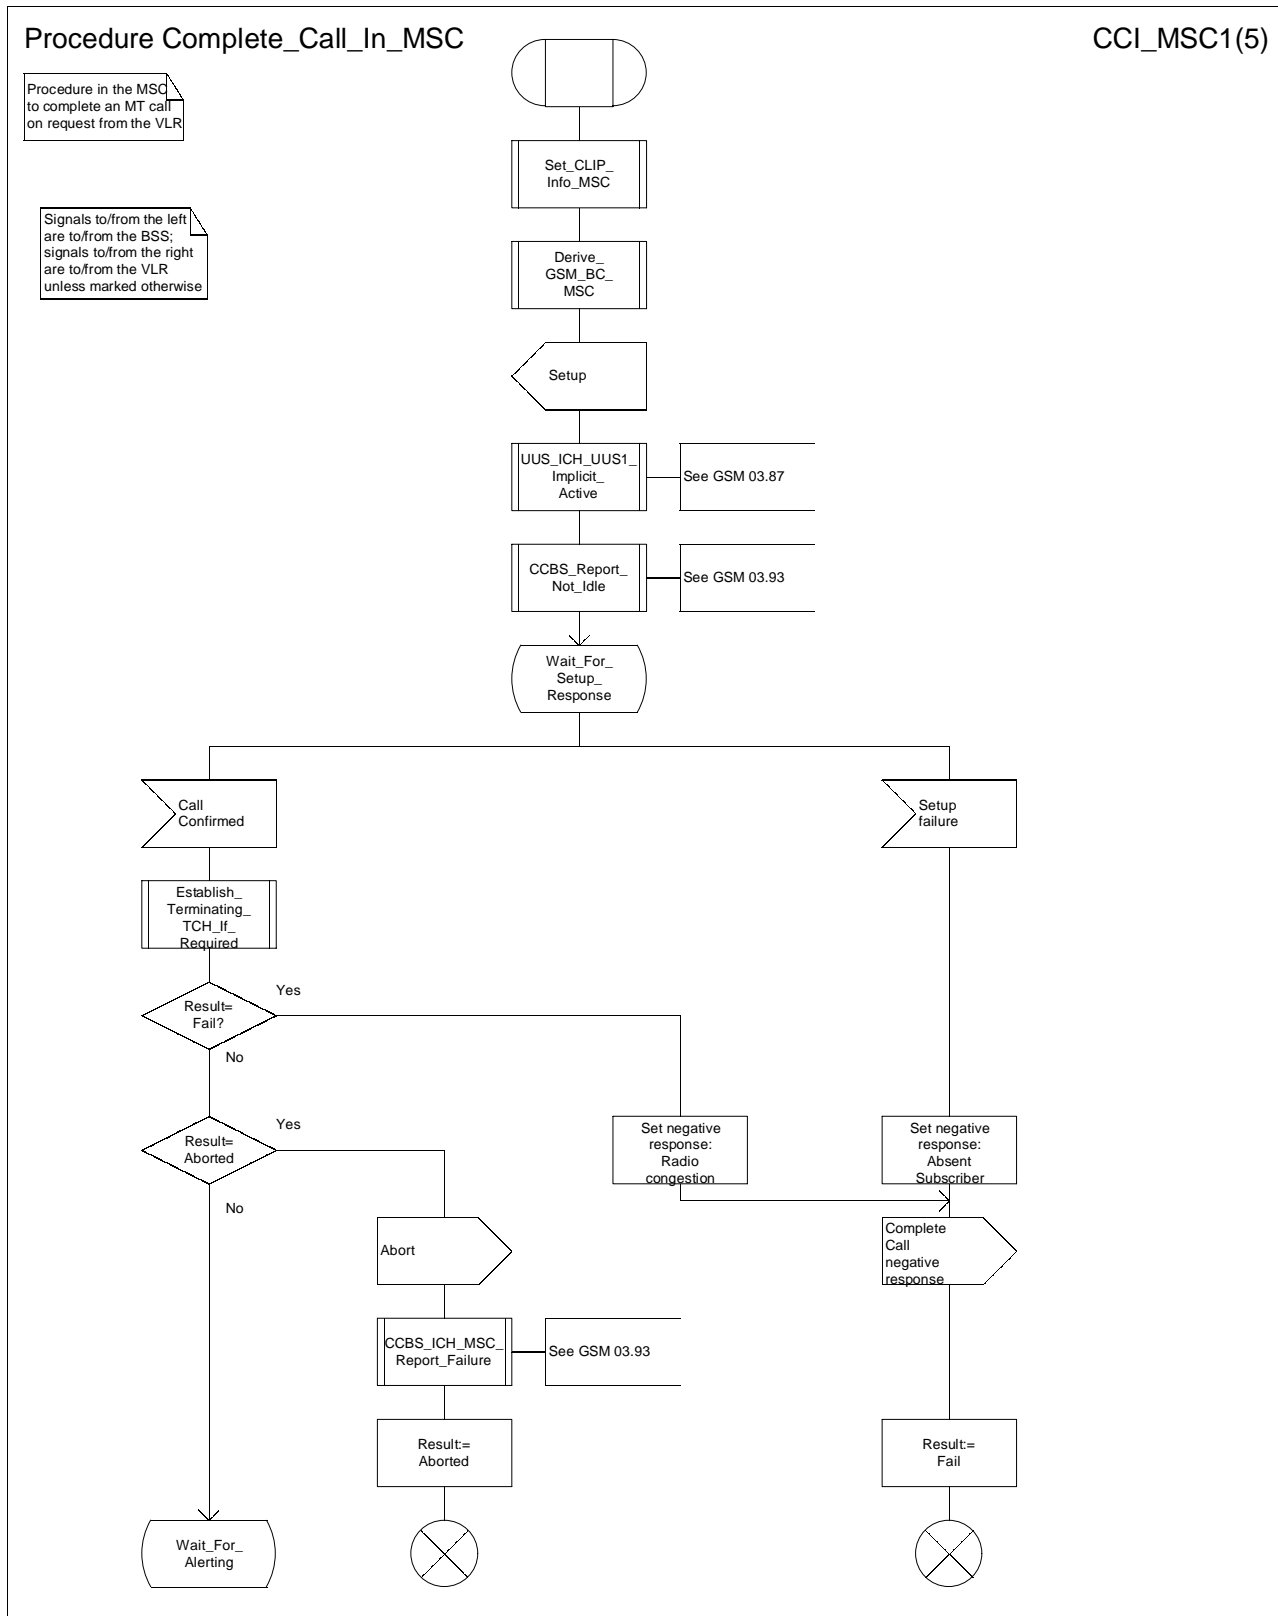 Procedure Complete_Call_In_MSC
CCI_MSC1(5)
Procedure in the MSC
to complete an MT call
on request from the VLR
Signals to/from the left
are to/from the BSS;
signals to/from the right
are to/from the VLR
unless marked otherwise
Set_CLIP_
Info_MSC
Derive_
GSM_BC_
MSC
Setup
UUS_ICH_UUS1_
Implicit_
Active
See GSM 03.87
CCBS_Report_
Not_Idle
See GSM 03.93
Wait_For_
Setup_
Response
Call
Confirmed
Setup
failure
Establish_
Terminating_
TCH_If_
Required
Result=
Fail?
Yes
No
Result=
Aborted
Yes
No
Set negative
response:
Radio
congestion
Set negative
response:
Absent
Subscriber
Abort
Complete
Call
negative
response
CCBS_ICH_MSC_
Report_Failure
See GSM 03.93
Result:=
Aborted
Result:=
Fail
Wait_For_
Alerting